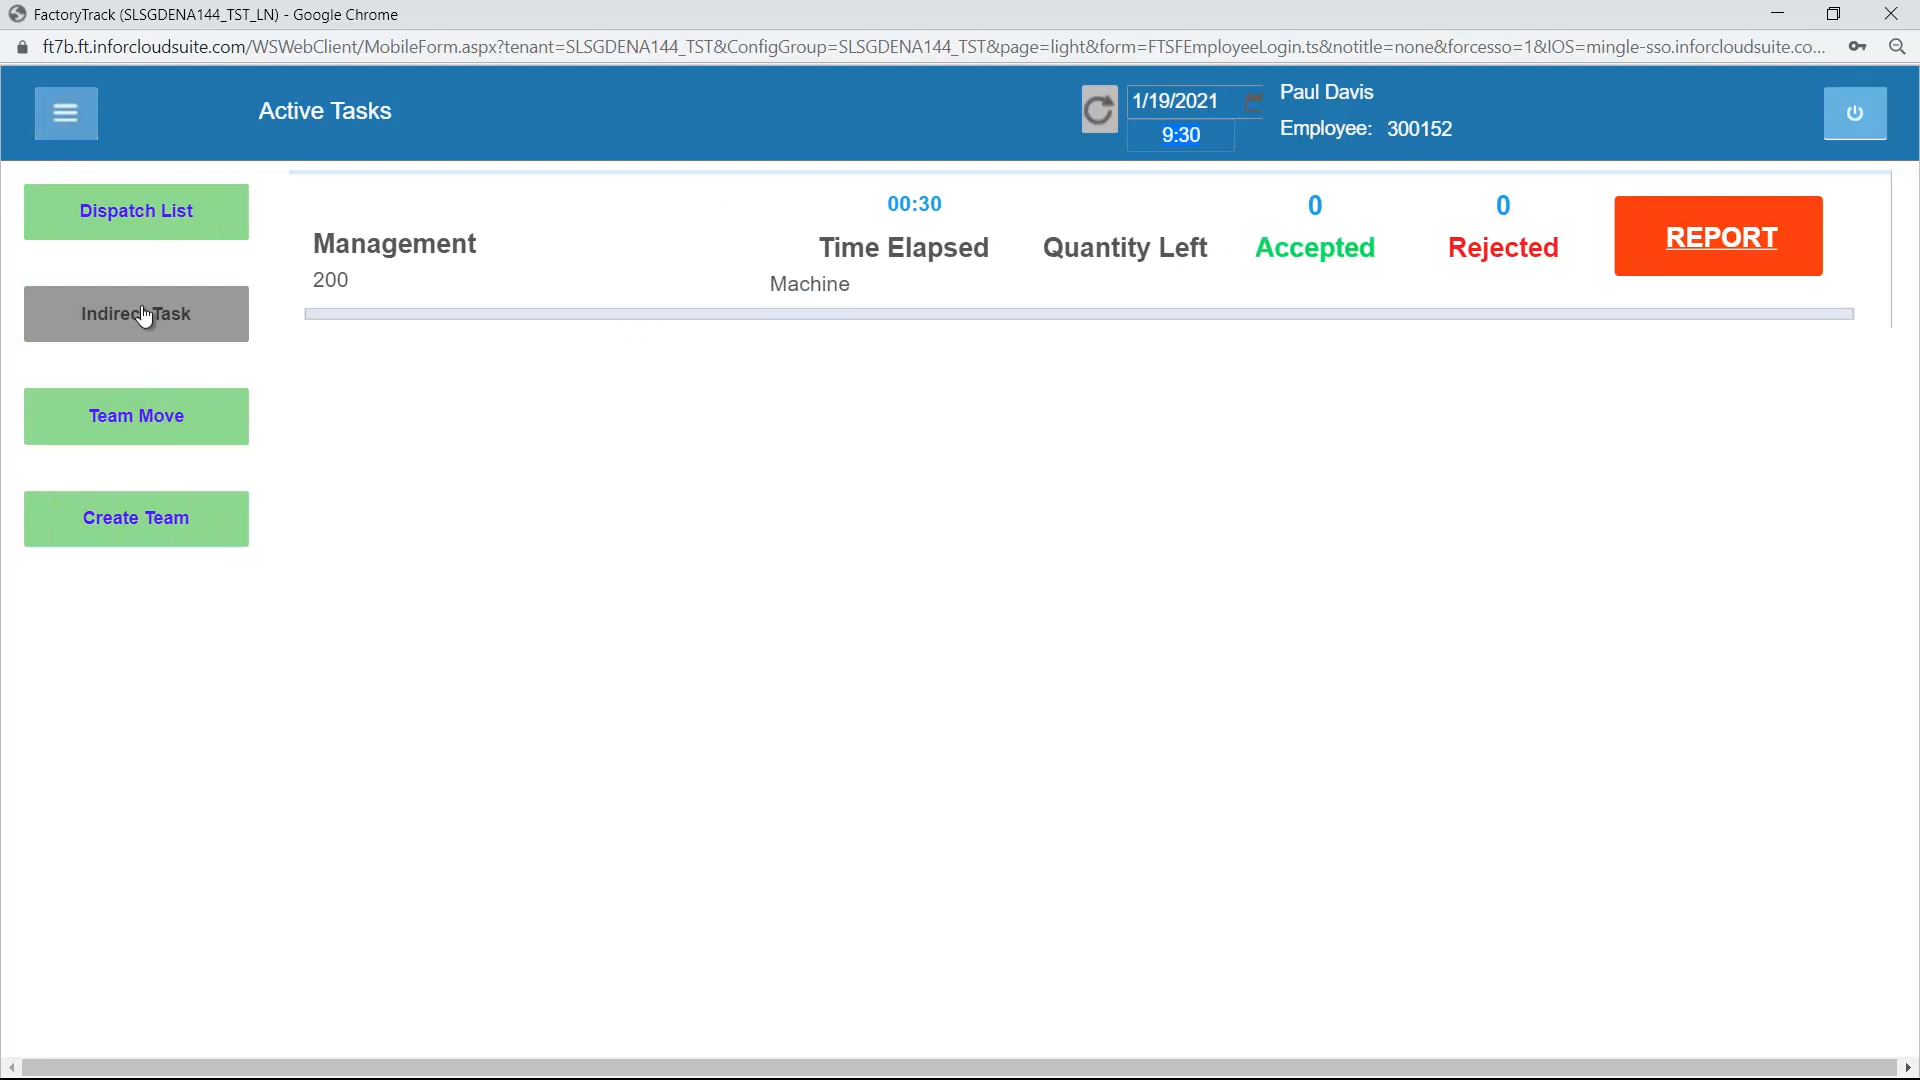 FactoryTrack (SLSGDENA144_TST_LN) - Google Chrome
ft7b.ft.inforcloudsuite.com/WSWebClient/MobileForm.aspx?tenant=SLSGDENA144_TST&ConfigGroup=SLSGDENA144_TST&page=light&form=FTSFEmployeeLogin.ts&notitle=none&forcesso=1&IOS=mingle-sso.inforcloudsuite.co...
Active Tasks
1/19/2021
9:30
Paul Davis
Employee: 300152
Dispatch List
Indirect Task
Team Move
Create Team
Management
200
00:30
Time Elapsed
Machine
Quantity Left
0
Accepted
0
Rejected
REPORT